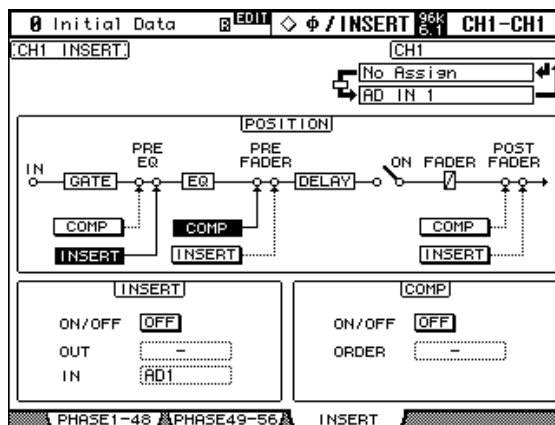 0 Initial Data R EDIT ◇ Φ/INSERT 96k 6.1 CH1-CH1
CH1 INSERT CH1
No Assign
AD IN 1
POSITION
PRE EQ PRE FADER POST FADER
IN GATE EQ DELAY ON FADER
COMP COMP COMP
INSERT INSERT INSERT
INSERT COMP
ON/OFF OFF ON/OFF OFF
OUT - ORDER -
IN AD1
PHASE1-48 PHASE49-56 INSERT